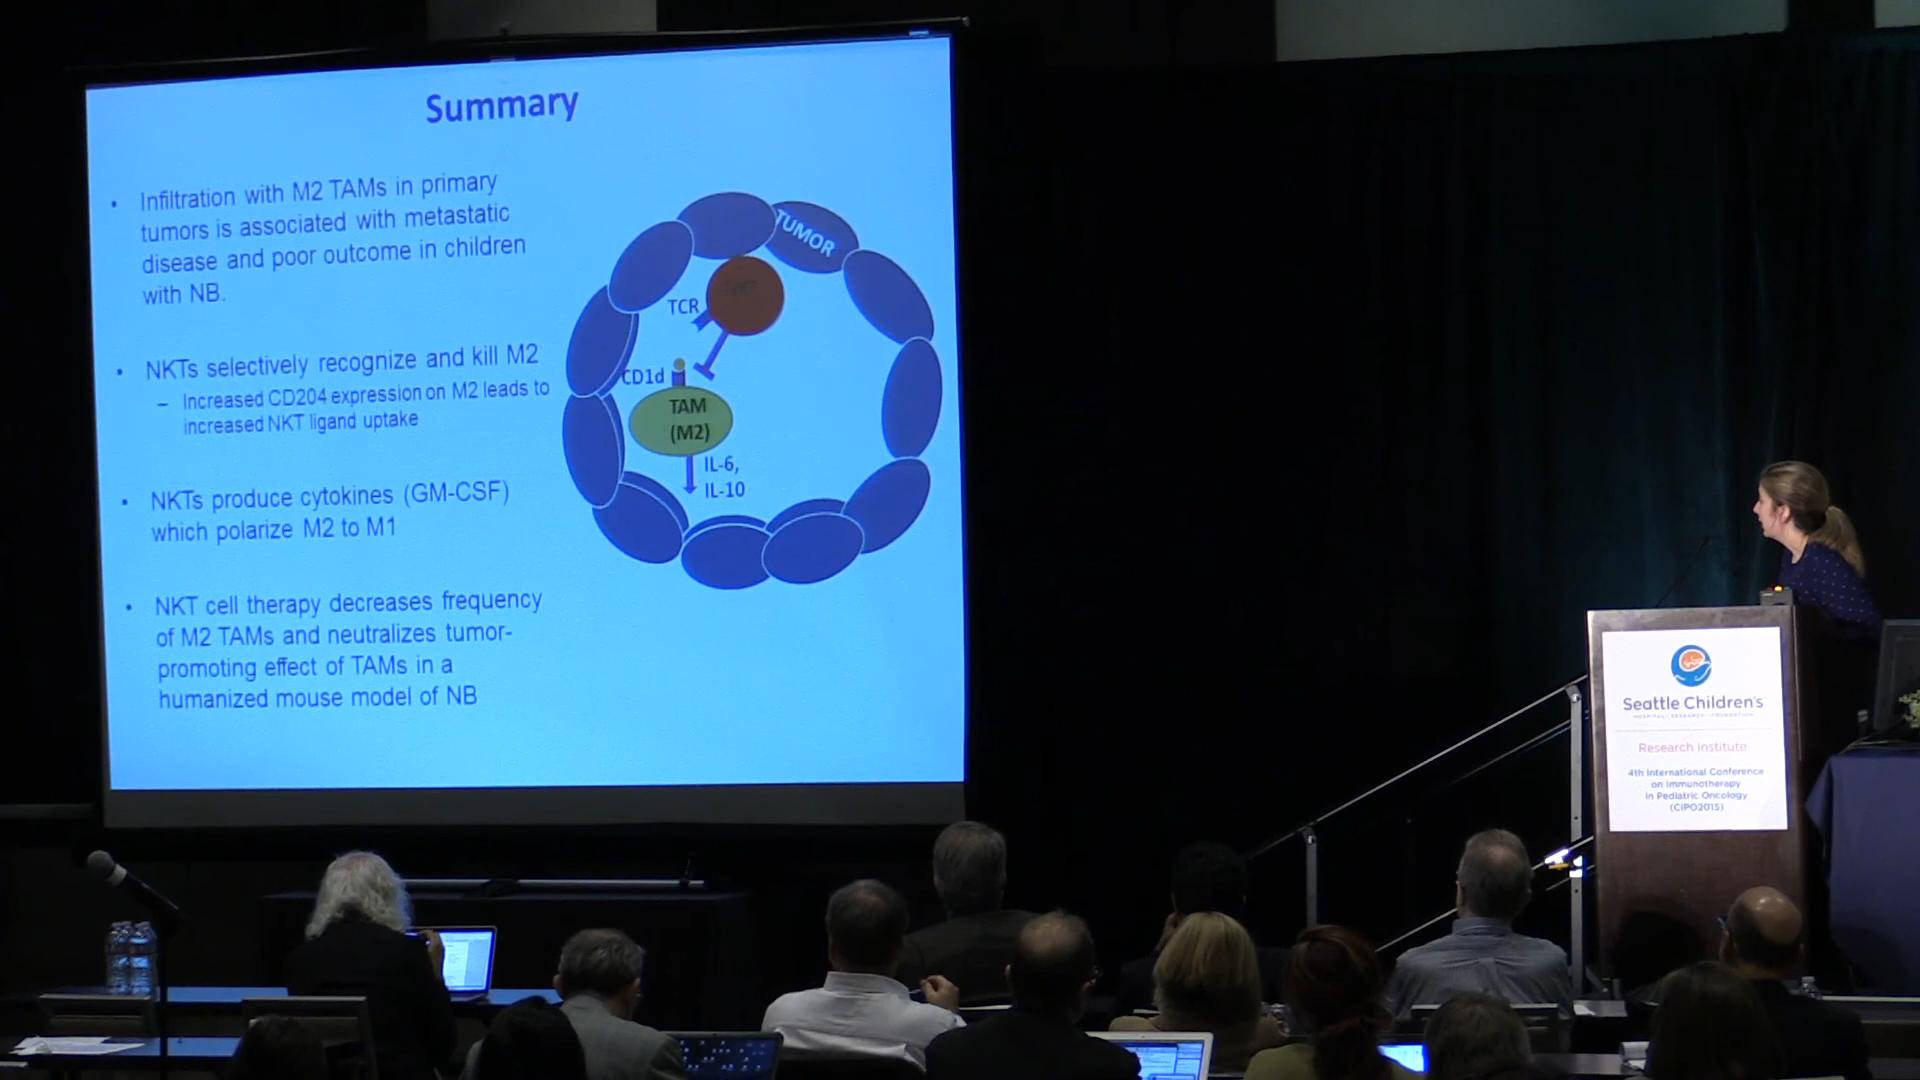 Summary
• Infiltration with M2 TAMs in primary
tumors is associated with metastatic
disease and poor outcome in children
with NB.
• NKTs selectively recognize and kill M2
– Increased CD204 expression on M2 leads to
increased NKT ligand uptake
• NKTs produce cytokines (GM-CSF)
which polarize M2 to M1
• NKT cell therapy decreases frequency
of M2 TAMs and neutralizes tumor-
promoting effect of TAMs in a
humanized mouse model of NB
TUMOR
NKT
TCR
CD1d
TAM
(M2)
IL-6,
IL-10
Seattle Children's
HOSPITAL • RESEARCH • FOUNDATION
Research Institute
4th International Conference
on Immunotherapy
in Pediatric Oncology
(CIPO2015)